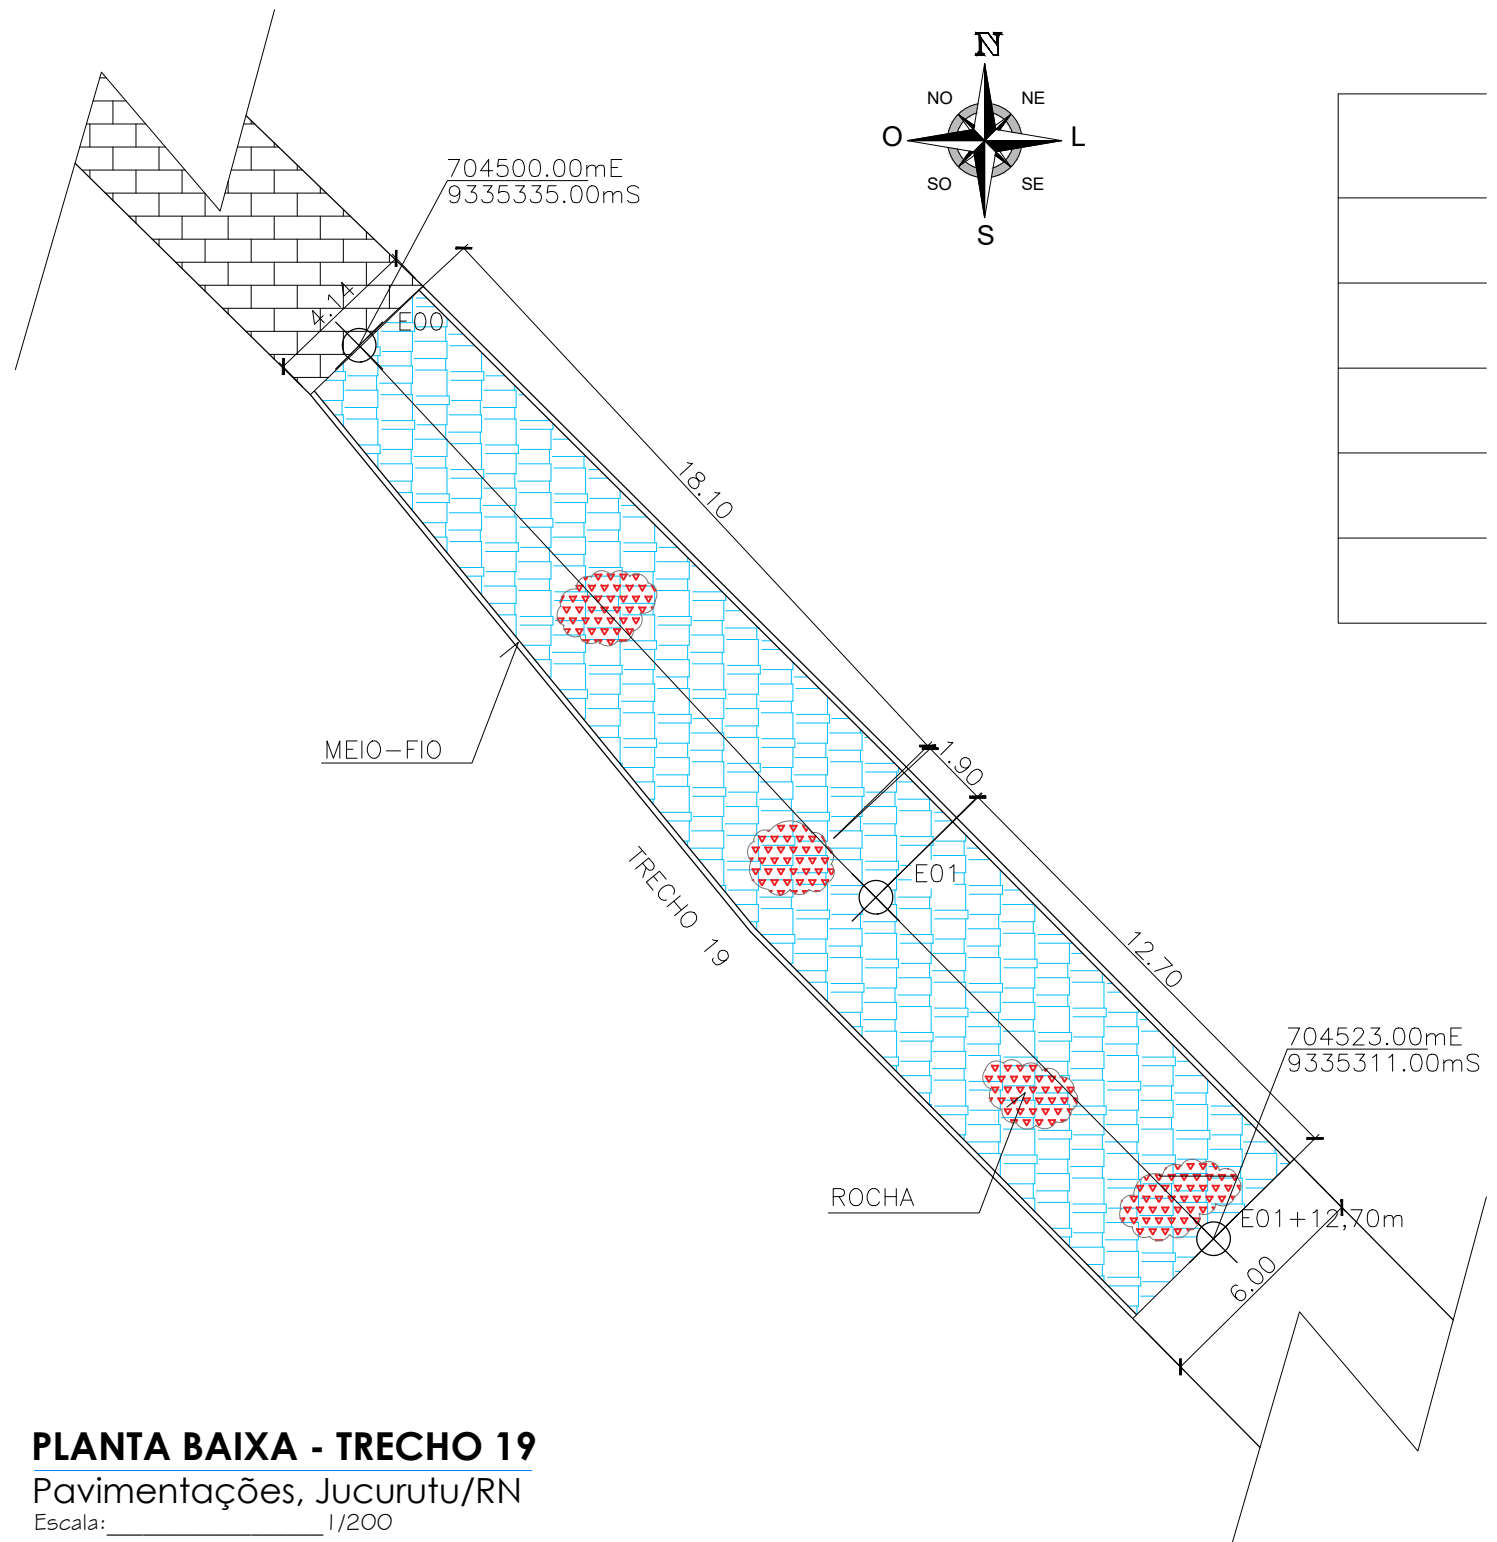 N
NO
NE
O
L
SO
SE
S
704500.00mE
9335335.00mS
4.14
E00
18.10
MEIO-FIO
1.90
E01
TRECHO 19
12.70
704523.00mE
9335311.00mS
ROCHA
E01+12,70m
6.00
PLANTA BAIXA - TRECHO 19
Pavimentações, Jucurutu/RN
Escala:__________________1/200